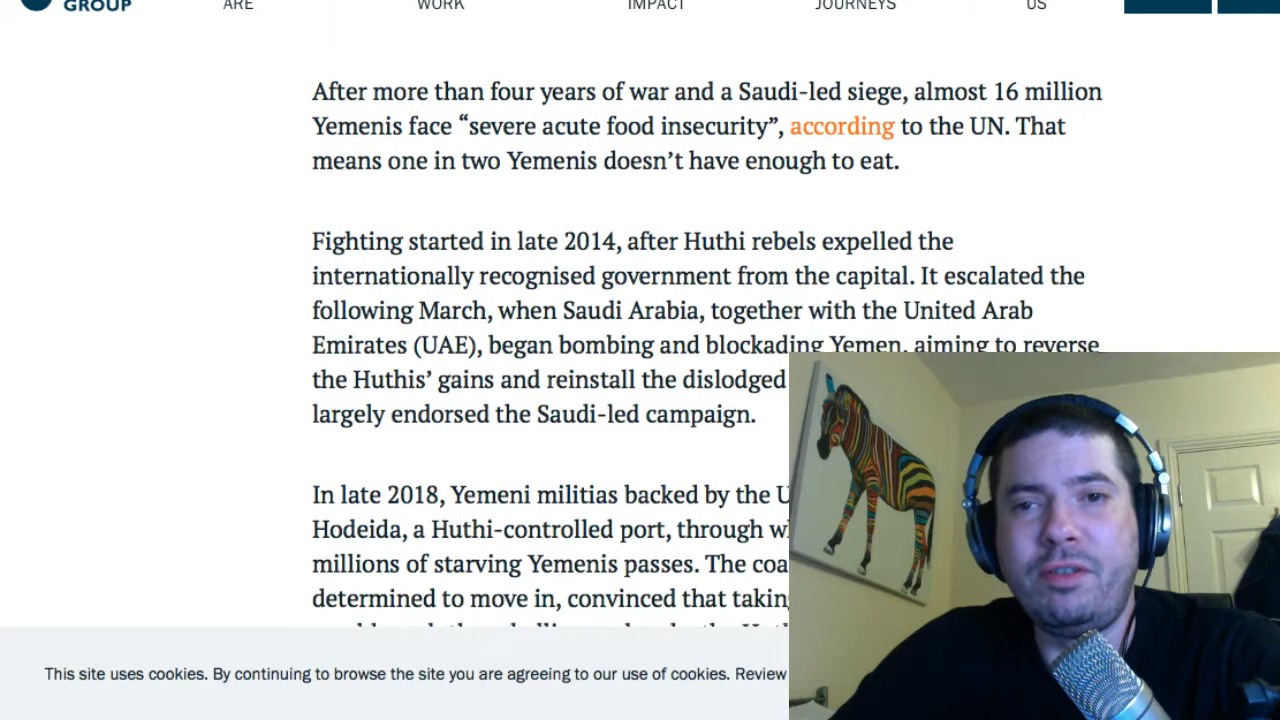 GROUP ARE WORK IMPACT JOURNEYS US
After more than four years of war and a Saudi-led siege, almost 16 million
Yemenis face “severe acute food insecurity”, according to the UN. That
means one in two Yemenis doesn’t have enough to eat.
Fighting started in late 2014, after Huthi rebels expelled the
internationally recognised government from the capital. It escalated the
following March, when Saudi Arabia, together with the United Arab
Emirates (UAE), began bombing and blockading Yemen, aiming to reverse
the Huthis’ gains and reinstall the dislodged
largely endorsed the Saudi-led campaign.
In late 2018, Yemeni militias backed by the
Hodeida, a Huthi-controlled port, through
millions of starving Yemenis passes. The
determined to move in, convinced that
This site uses cookies. By continuing to browse the site you are agreeing to our use of cookies. Review